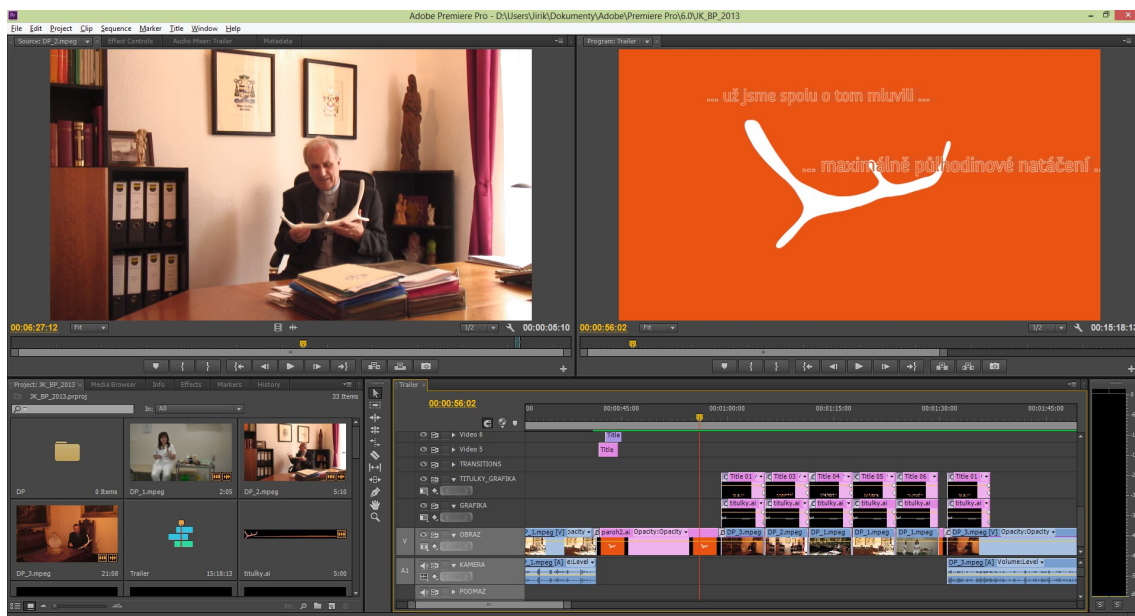 Adobe Premiere Pro - D:\Users\Jirik\Dokumenty\Adobe\Premiere Pro\6.0\JK_BP_2013
File Edit Project Clip Sequence Marker Title Window Help
Source: DP_2.mpeg Effect Controls Audio Mixer: Trailer Metadata
Program: Trailer
... už jsme spolu o tom mluvili ...
... maximálně půlhodinové natáčení ..
00:06:27:12 Fit 1/2 00:00:05:10
00:00:56:02 Fit 1/2 00:15:18:13
Project: JK_BP_2013 Media Browser Info Effects Markers History
JK_BP_2013.prproj 33 Items
In: All
DP 0 Items
DP_1.mpeg 2:05
DP_2.mpeg 5:10
DP_3.mpeg 21:08
Trailer 15:18:13
titulky.ai 5:00
Trailer
00:00:56:02
00 00:00:45:00 00:01:00:00 00:01:15:00 00:01:30:00 00:01:45:00
Video 6 Title
Video 5 Title
TRANSITIONS
TITULKY_GRAFIKA Title 01 Title 03 Title 04 Title 05 Title 06 Title 01
GRAFIKA titulky.ai titulky.ai titulky.ai titulky.ai titulky.ai titulky.ai
V OBRAZ _1.mpeg [V] pacity paroh2.ai Opacity:Opacity DP_3.mpeg DP_2.mpeg DP_1.mpeg DP_3.mpeg DP_1.mpeg DP_3.mpeg [V] Opacity:Opacity
A1 KAMERA _1.mpeg [A] e:Level DP_3.mpeg [A] Volume:Level
PODMAZ
S S